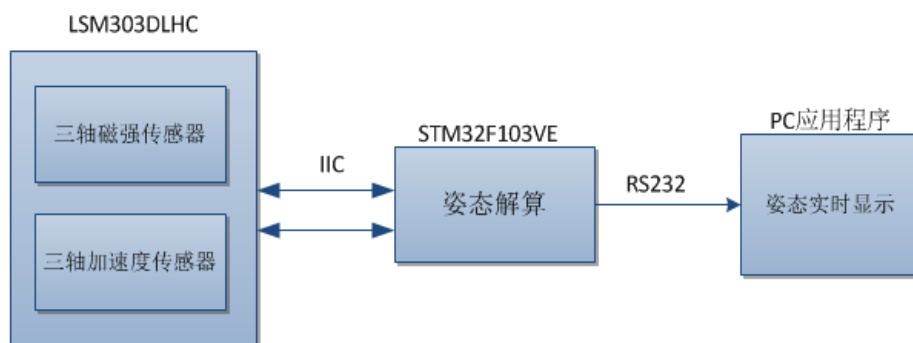 LSM303DLHC
三轴磁强传感器
三轴加速度传感器
IIC
STM32F103VE
姿态解算
RS232
PC应用程序
姿态实时显示